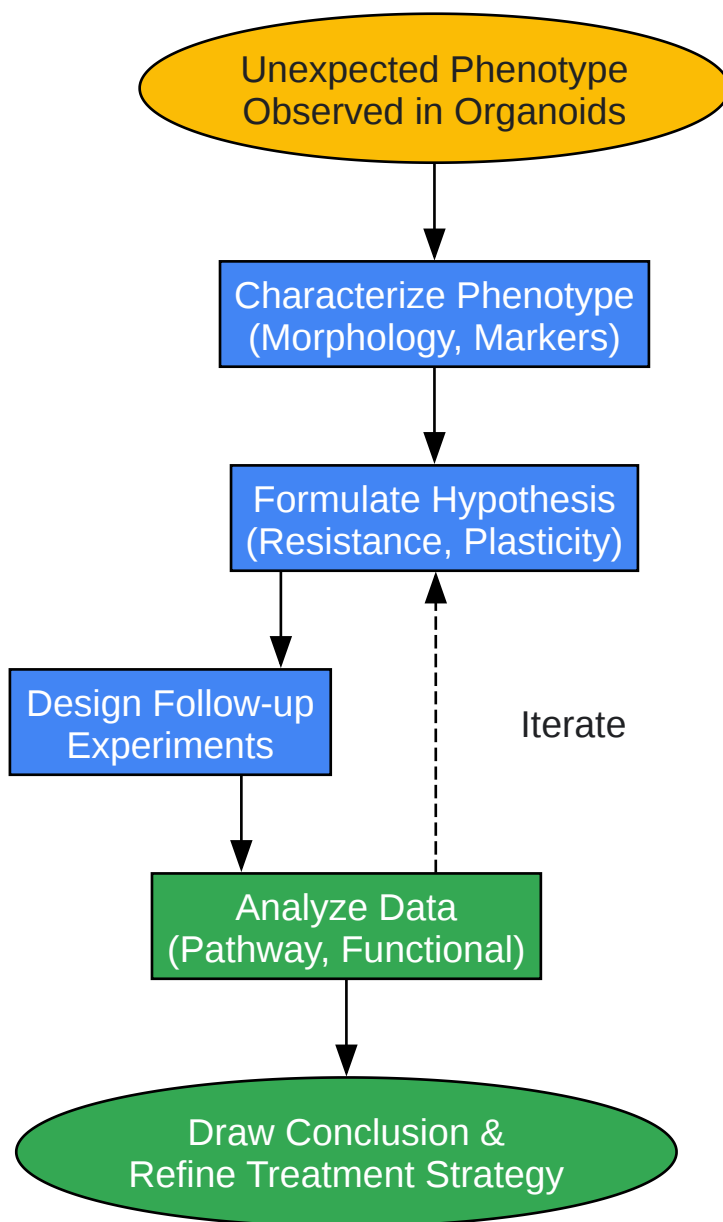 Unexpected Phenotype
Observed in Organoids
Characterize Phenotype
(Morphology, Markers)
Formulate Hypothesis
(Resistance, Plasticity)
Design Follow-up
Experiments
Iterate
Analyze Data
(Pathway, Functional)
Draw Conclusion &
Refine Treatment Strategy